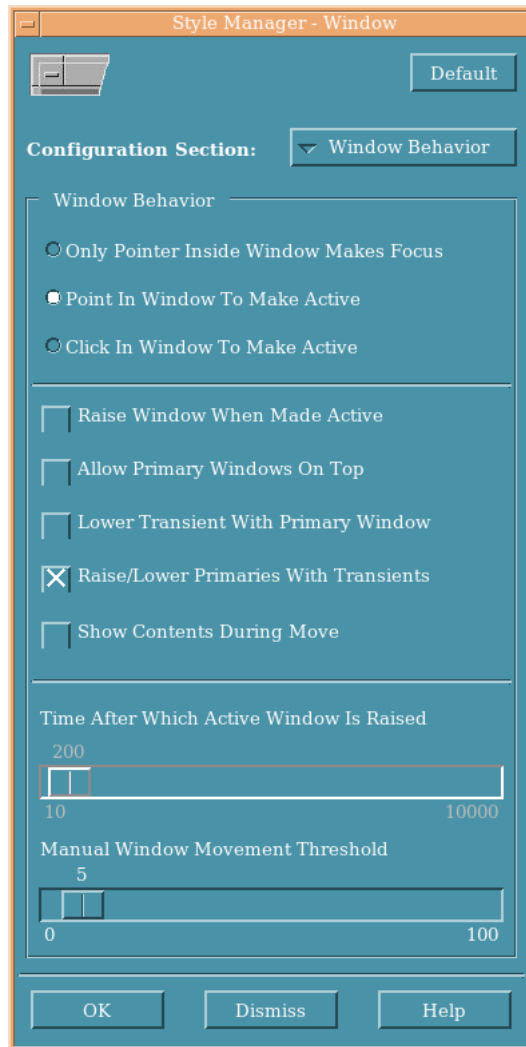 Style Manager - Window
Default
Configuration Section:
Window Behavior
Window Behavior
Only Pointer Inside Window Makes Focus
Point In Window To Make Active
Click In Window To Make Active
Raise Window When Made Active
Allow Primary Windows On Top
Lower Transient With Primary Window
Raise/Lower Primaries With Transients
Show Contents During Move
Time After Which Active Window Is Raised
200
10 10000
Manual Window Movement Threshold
5
0 100
OK Dismiss Help